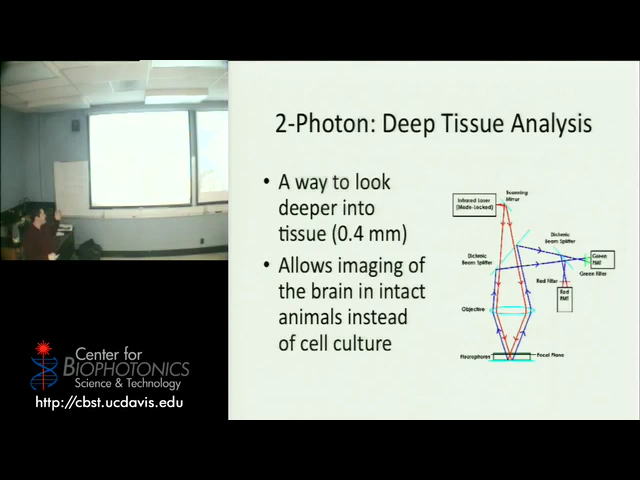 2-Photon: Deep Tissue Analysis
• A way to look
deeper into
tissue (0.4 mm)
• Allows imaging of
the brain in intact
animals instead
of cell culture
Scanning
Mirror
Infrared Laser
(Mode-Locked)
Dichroic
Beam Splitter
Dichroic
Beam Splitter
Green
PMT
Green Filter
Red Filter
Red
PMT
Objective
Fluorophores
Focal Plane
Center for
BIOPHOTONICS
Science & Technology
http://cbst.ucdavis.edu